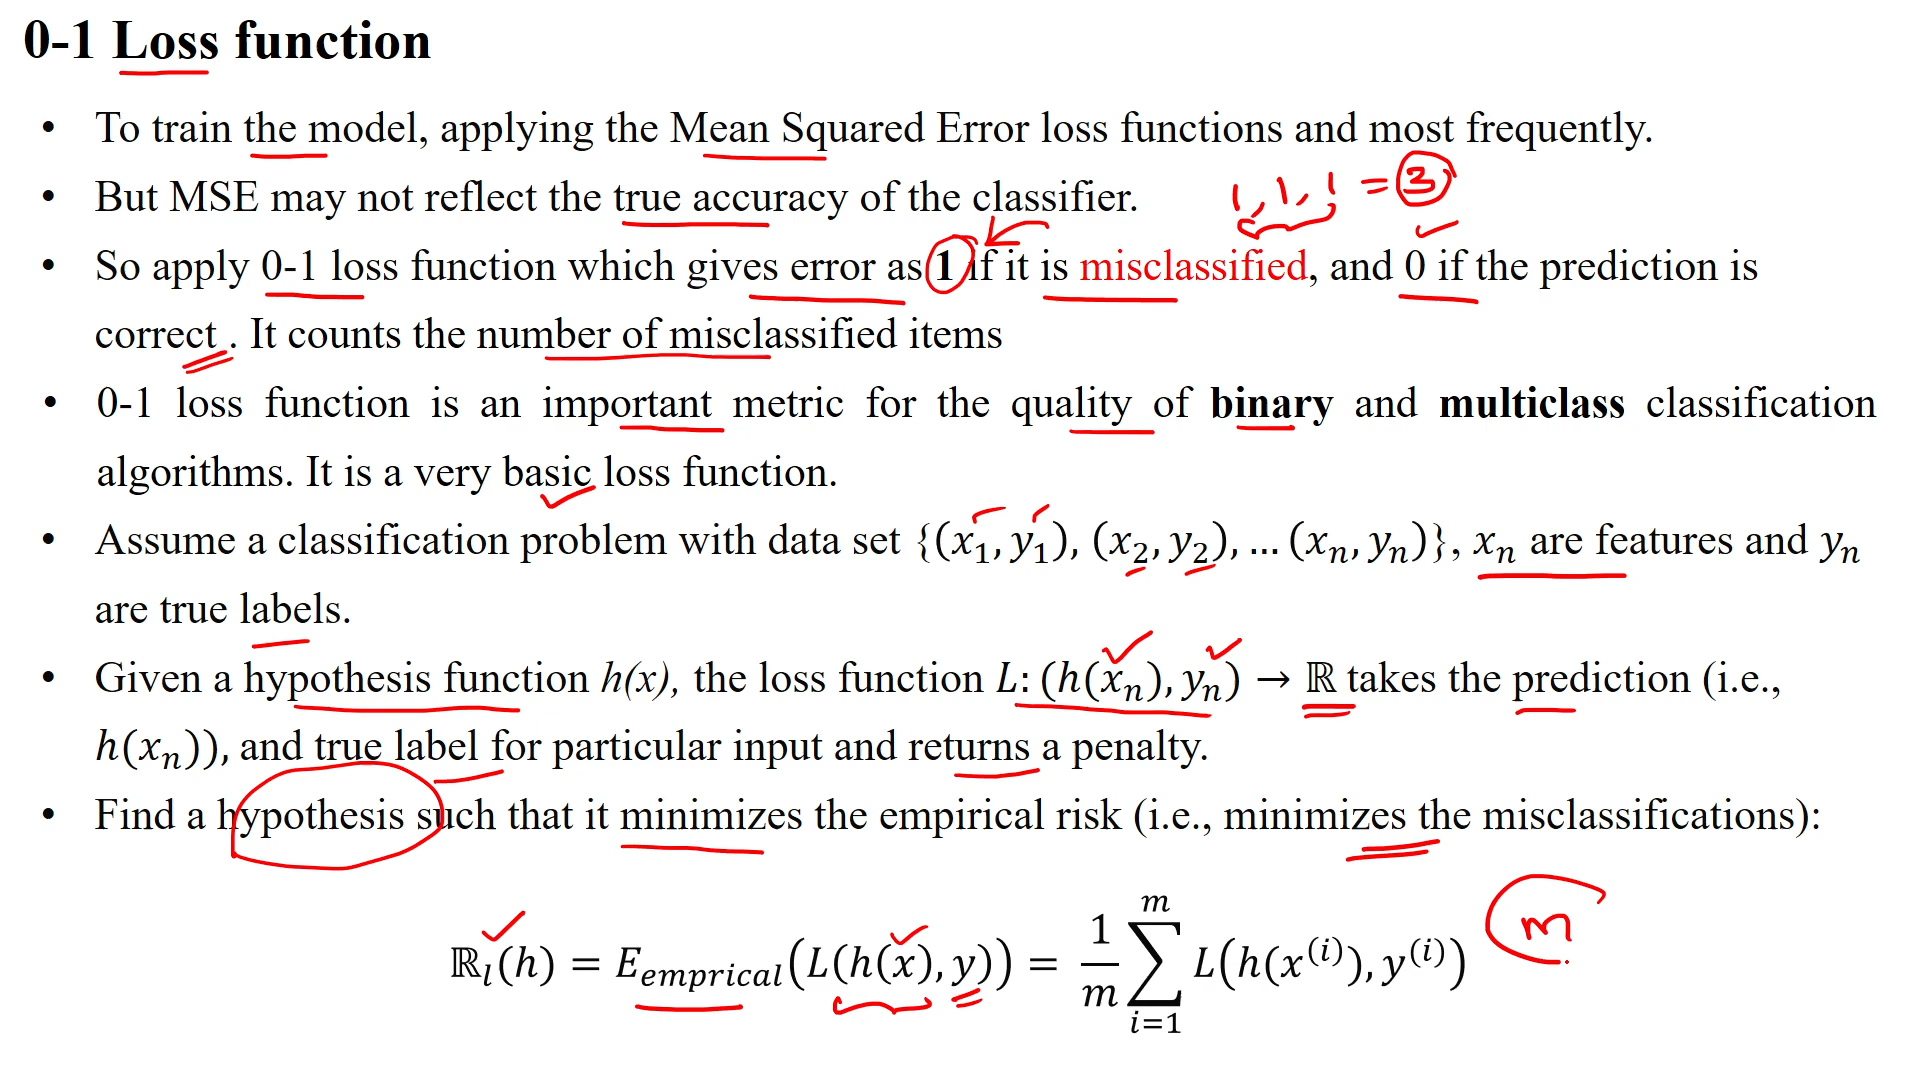 0-1 Loss function
• To train the model, applying the Mean Squared Error loss functions and most frequently.
• But MSE may not reflect the true accuracy of the classifier.
1, 1, 1 = 3
• So apply 0-1 loss function which gives error as 1 if it is misclassified, and 0 if the prediction is
correct . It counts the number of misclassified items
• 0-1 loss function is an important metric for the quality of binary and multiclass classification
algorithms. It is a very basic loss function.
• Assume a classification problem with data set {(x₁, y₁), (x₂, y₂), … (xₙ, yₙ)}, xₙ are features and yₙ
are true labels.
• Given a hypothesis function h(x), the loss function L: (h(xₙ), yₙ) → ℝ takes the prediction (i.e.,
h(xₙ)), and true label for particular input and returns a penalty.
• Find a hypothesis such that it minimizes the empirical risk (i.e., minimizes the misclassifications):
ℝ_l(h) = E_emprical(L(h(x), y)) = 1/m ∑_{i=1}^{m} L(h(x^(i)), y^(i))
m